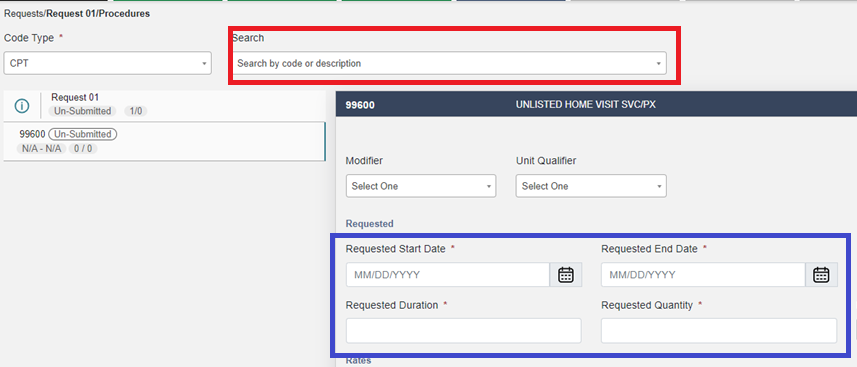 Requests/Request 01/Procedures
Code Type *
Search
CPT
Search by code or description
Request 01
Un-Submitted 1/0
99600 Un-Submitted
N/A - N/A 0 / 0
99600 UNLISTED HOME VISIT SVC/PX
Modifier
Unit Qualifier
Select One
Select One
Requested
Requested Start Date *
Requested End Date *
MM/DD/YYYY
MM/DD/YYYY
Requested Duration *
Requested Quantity *
Rates